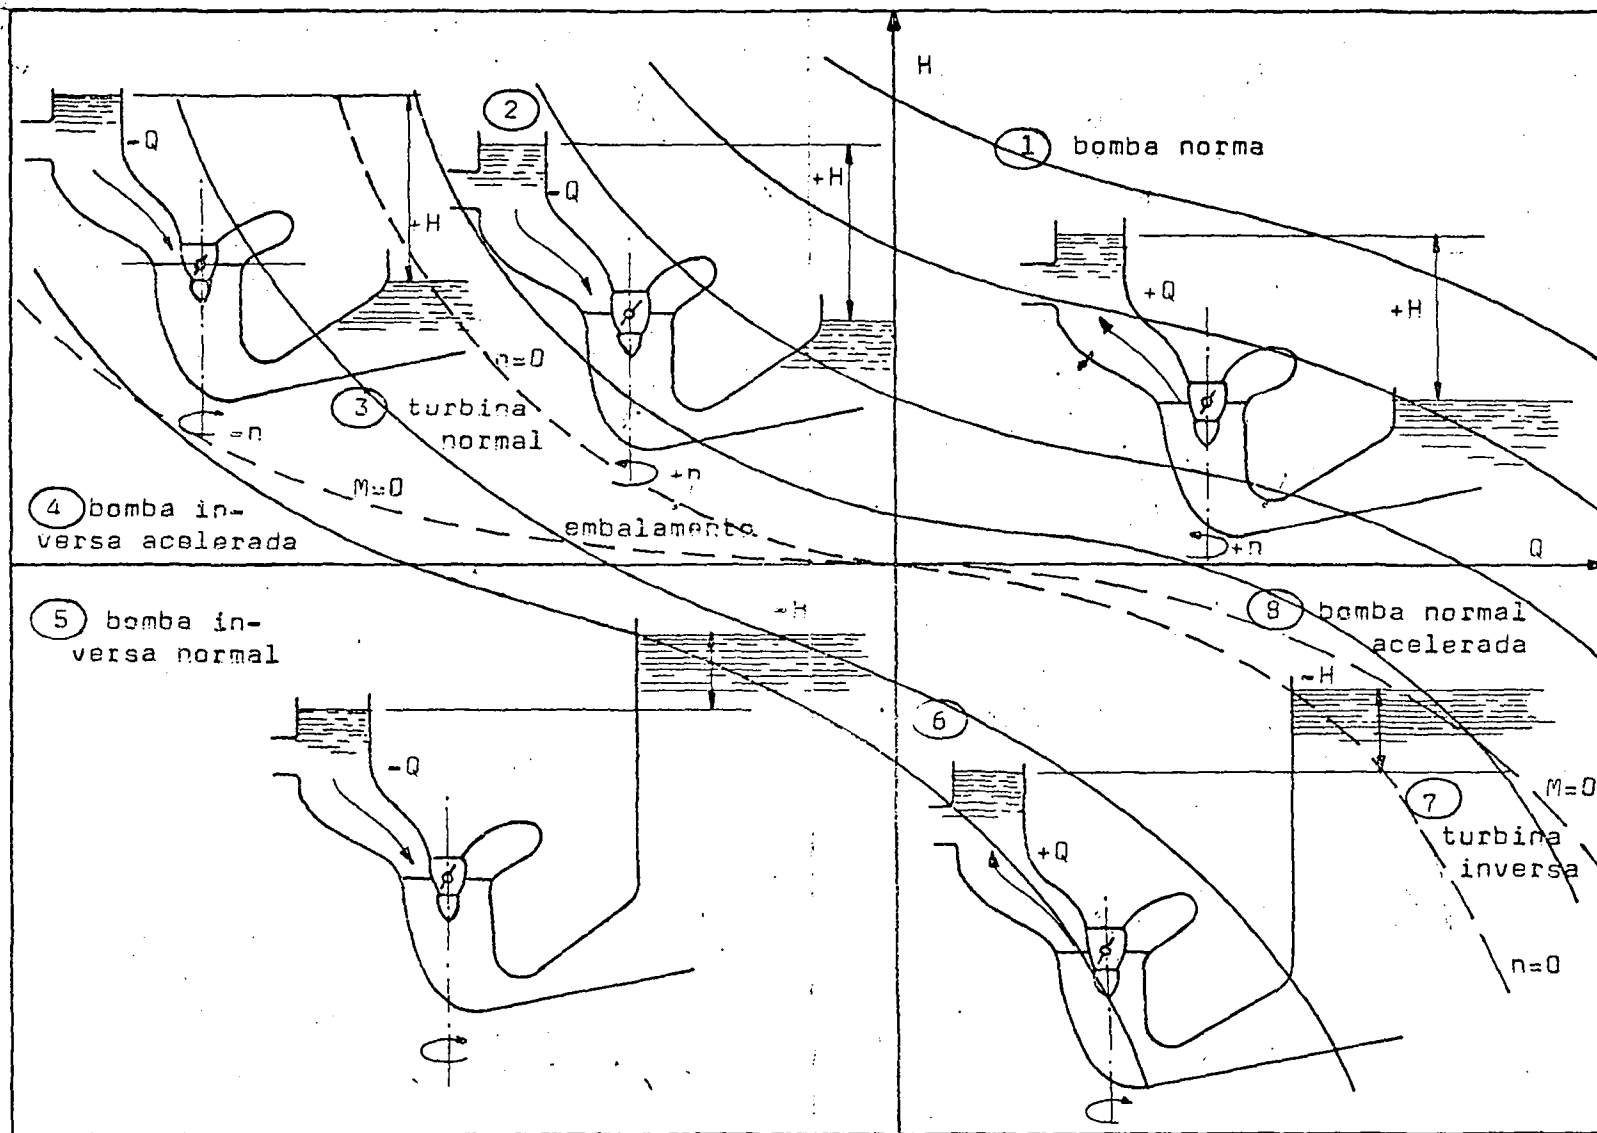 H
1 bomba norma
2
-Q
+H
-Q
+H
+Q
+H
n=0
3 turbina
normal
=n
+n
M=0
4 bomba in-
versa acelerada
embalamento
+n
Q
5 bomba in-
versa normal
-H
8 bomba normal
acelerada
-H
6
-Q
7
turbina
inversa
M=0
+Q
n=0